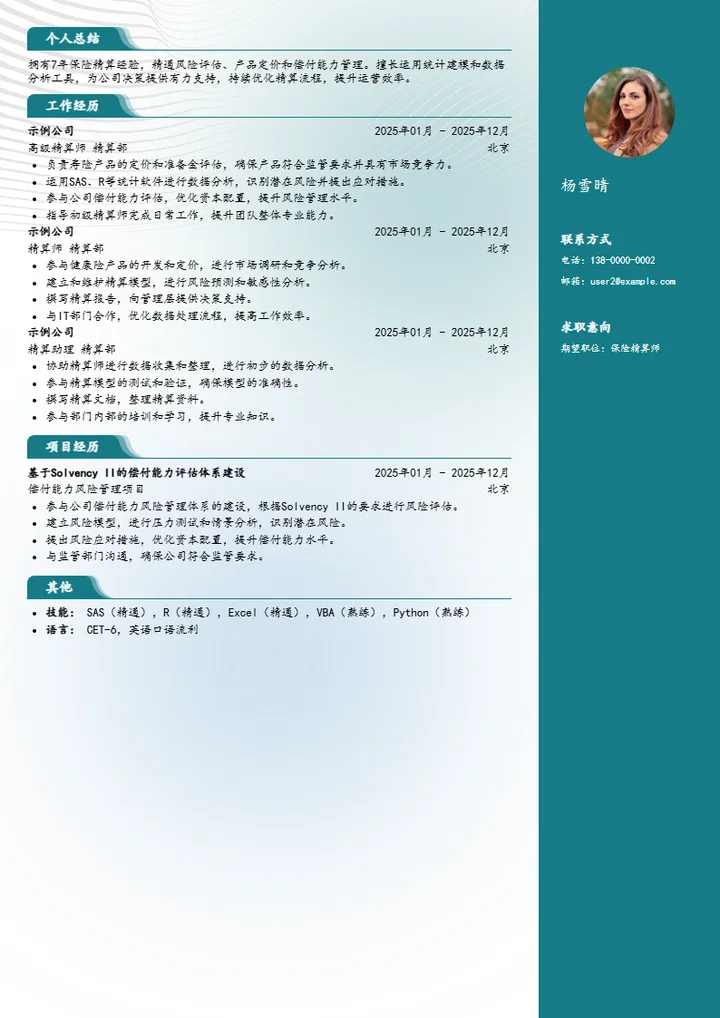 个人总结
拥有7年保险精算经验，精通风险评估、产品定价和偿付能力管理。擅长运用统计建模和数据
分析工具，为公司决策提供有力支持，持续优化精算流程，提升运营效率。
工作经历
示例公司 2025年01月 - 2025年12月
高级精算师 精算部 北京
• 负责寿险产品的定价和准备金评估，确保产品符合监管要求并具有市场竞争力。
• 运用SAS、R等统计软件进行数据分析，识别潜在风险并提出应对措施。
• 参与公司偿付能力评估，优化资本配置，提升风险管理水平。
• 指导初级精算师完成日常工作，提升团队整体专业能力。
示例公司 2025年01月 - 2025年12月
精算师 精算部 北京
• 参与健康险产品的开发和定价，进行市场调研和竞争分析。
• 建立和维护精算模型，进行风险预测和敏感性分析。
• 撰写精算报告，向管理层提供决策支持。
• 与IT部门合作，优化数据处理流程，提高工作效率。
示例公司 2025年01月 - 2025年12月
精算助理 精算部 北京
• 协助精算师进行数据收集和整理，进行初步的数据分析。
• 参与精算模型的测试和验证，确保模型的准确性。
• 撰写精算文档，整理精算资料。
• 参与部门内部的培训和学习，提升专业知识。
项目经历
基于Solvency II的偿付能力评估体系建设 2025年01月 - 2025年12月
偿付能力风险管理项目 北京
• 参与公司偿付能力风险管理体系的建设，根据Solvency II的要求进行风险评估。
• 建立风险模型，进行压力测试和情景分析，识别潜在风险。
• 提出风险应对措施，优化资本配置，提升偿付能力水平。
• 与监管部门沟通，确保公司符合监管要求。
其他
• 技能： SAS（精通）, R（精通）, Excel（精通）, VBA（熟练）, Python（熟练）
• 语言： CET-6, 英语口语流利
杨雪晴
联系方式
电话：138-0000-0002
邮箱：user2@example.com
求职意向
期望职位：保险精算师